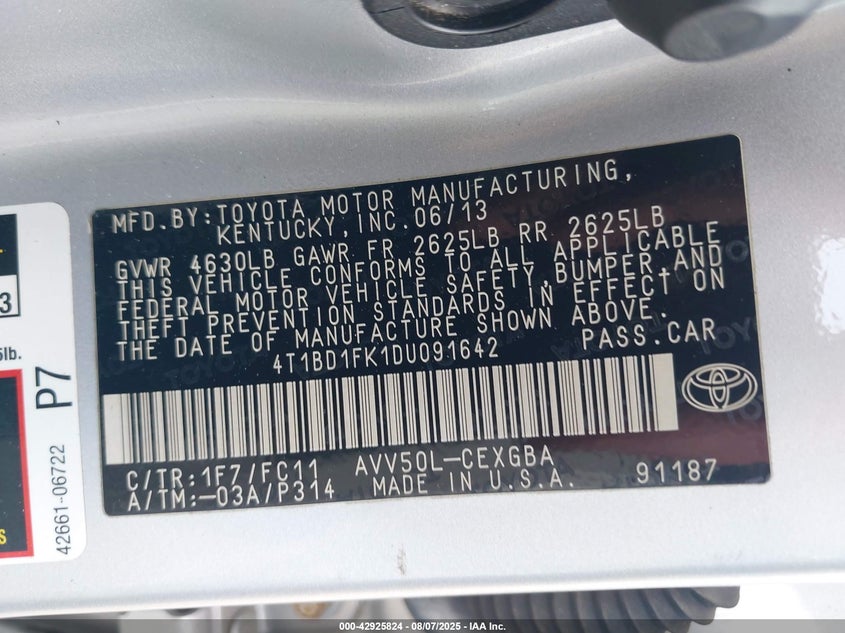 MFD.BY:TOYOTA MOTOR MANUFACTURING,
KENTUCKY,INC.06/13
GVWR 4630LB GAWR FR 2625LB RR 2625LB
THIS VEHICLE CONFORMS TO ALL APPLICABLE
FEDERAL MOTOR VEHICLE SAFETY,BUMPER,AND
THEFT PREVENTION STANDARDS IN EFFECT ON
THE DATE OF MANUFACTURE SHOWN ABOVE.
PASS.CAR
4T1BD1FK1DU091642
C/TR:1F7/FC11 AVV50L-CEXGBA
A/TM:-03A/P314 MADE IN U.S.A. 91187
3
lb.
P7
42661-06722
S
000-42925824 - 08/07/2025 - IAA Inc.